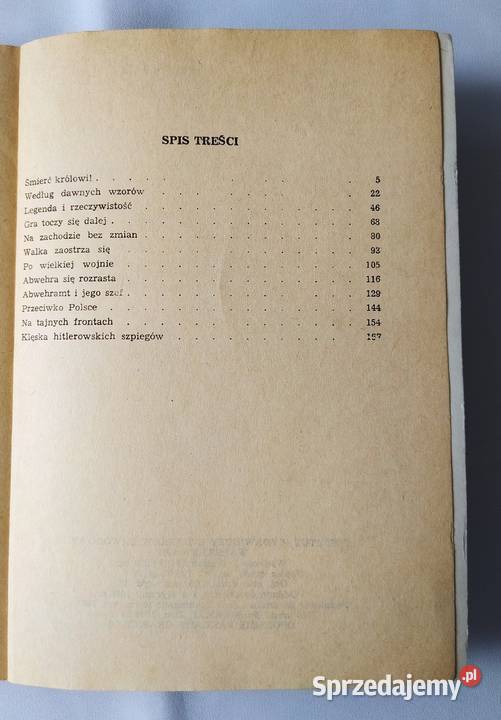 SPIS TREŚCI
Śmierć królowi! . . . . . . . . . . . 5
Według dawnych wzorów . . . . . . . . . 22
Legenda i rzeczywistość . . . . . . . . . 46
Gra toczy się dalej . . . . . . . . . . 68
Na zachodzie bez zmian . . . . . . . . . 80
Walka zaostrza się . . . . . . . . . . 93
Po wielkiej wojnie . . . . . . . . . . 105
Abwehra się rozrasta . . . . . . . . . . 116
Abwehramt i jego szef . . . . . . . . . . 129
Przeciwko Polsce . . . . . . . . . . 144
Na tajnych frontach . . . . . . . . . . 154
Klęska hitlerowskich szpiegów . . . . . . . .
Sprzedajemy.pl